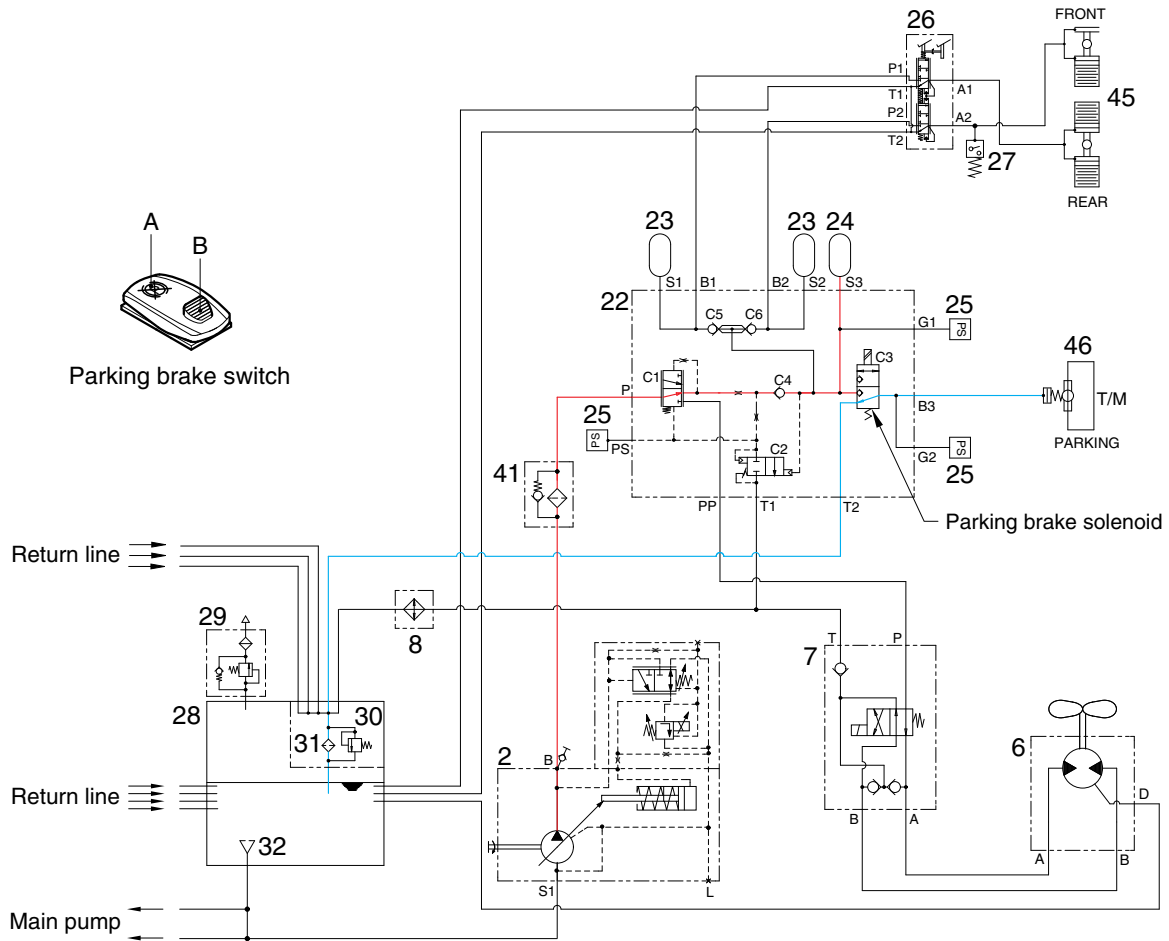 26
FRONT
P1
T1
A1
P2
A2
T2
45
27
REAR
A
B
Parking brake switch
23
23
24
S1
B1
B2
S2
S3
22
C5
C6
25
G1
PS
C3
46
C1
P
C4
B3
T/M
PARKING
25
PS
PS
C2
G2
PS
25
41
PP
T1
T2
Parking brake solenoid
Return line
8
29
7
T
P
28
30
31
2
B
6
D
Return line
B
A
A
B
32
S1
L
Main pump